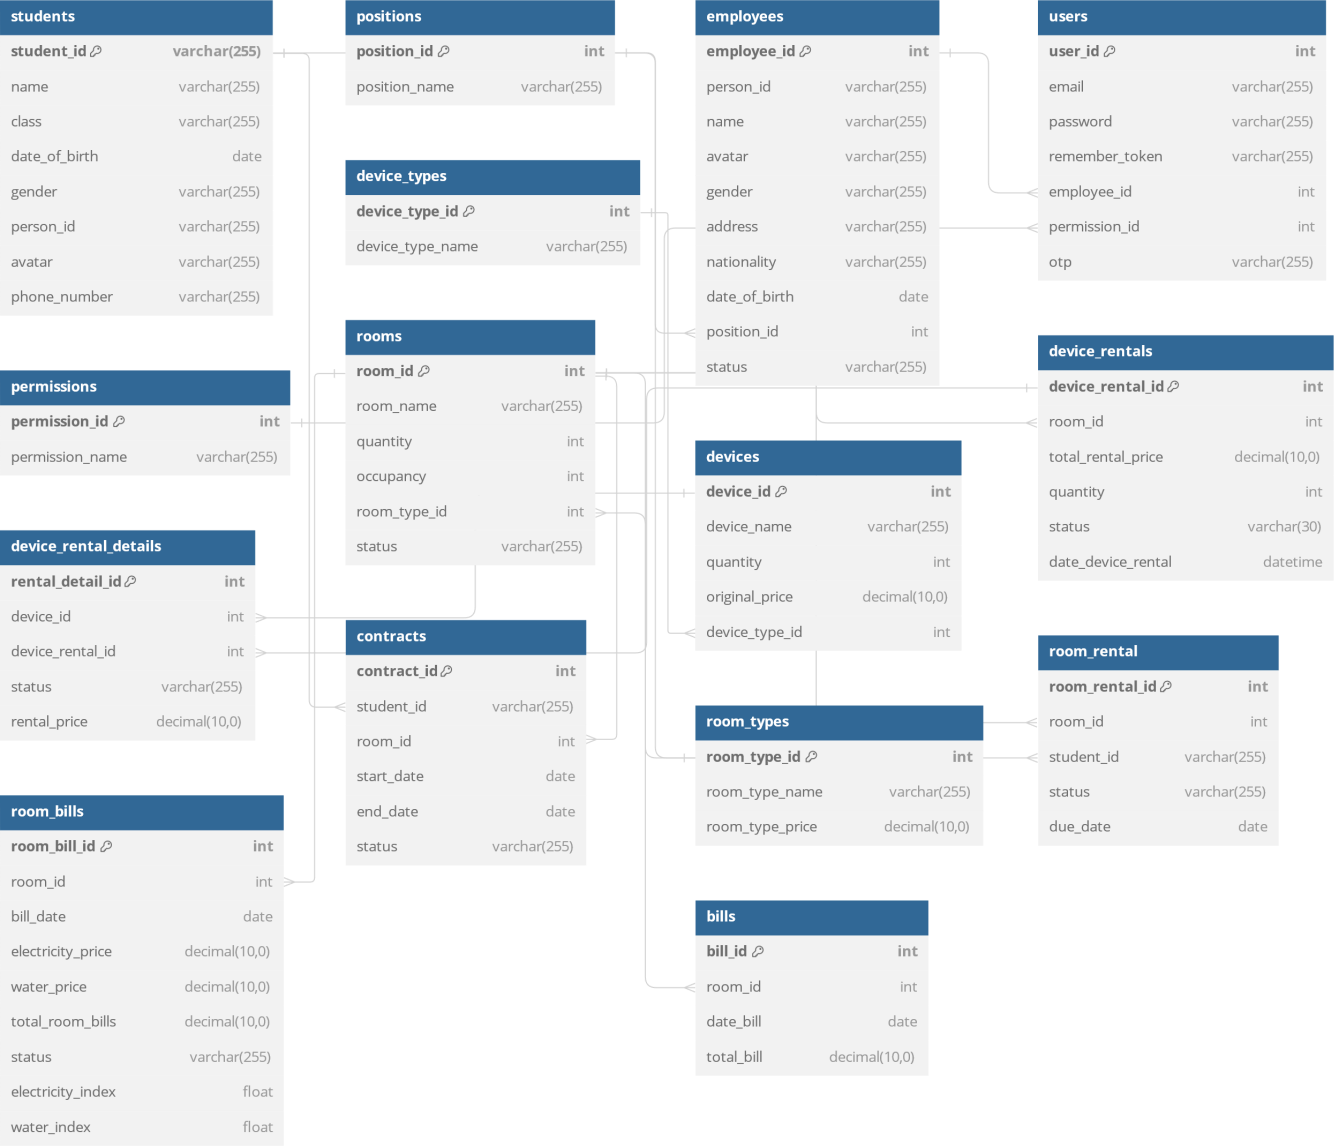 students
student_id varchar(255)
name varchar(255)
class varchar(255)
date_of_birth date
gender varchar(255)
person_id varchar(255)
avatar varchar(255)
phone_number varchar(255)
permissions
permission_id int
permission_name varchar(255)
device_rental_details
rental_detail_id int
device_id int
device_rental_id int
status varchar(255)
rental_price decimal(10,0)
room_bills
room_bill_id int
room_id int
bill_date date
electricity_price decimal(10,0)
water_price decimal(10,0)
total_room_bills decimal(10,0)
status varchar(255)
electricity_index float
water_index float
positions
position_id int
position_name varchar(255)
device_types
device_type_id int
device_type_name varchar(255)
rooms
room_id int
room_name varchar(255)
quantity int
occupancy int
room_type_id int
status varchar(255)
contracts
contract_id int
student_id varchar(255)
room_id int
start_date date
end_date date
status varchar(255)
employees
employee_id int
person_id varchar(255)
name varchar(255)
avatar varchar(255)
gender varchar(255)
address varchar(255)
nationality varchar(255)
date_of_birth date
position_id int
status varchar(255)
devices
device_id int
device_name varchar(255)
quantity int
original_price decimal(10,0)
device_type_id int
room_types
room_type_id int
room_type_name varchar(255)
room_type_price decimal(10,0)
bills
bill_id int
room_id int
date_bill date
total_bill decimal(10,0)
users
user_id int
email varchar(255)
password varchar(255)
remember_token varchar(255)
employee_id int
permission_id int
otp varchar(255)
device_rentals
device_rental_id int
room_id int
total_rental_price decimal(10,0)
quantity int
status varchar(30)
date_device_rental datetime
room_rental
room_rental_id int
room_id int
student_id varchar(255)
status varchar(255)
due_date date